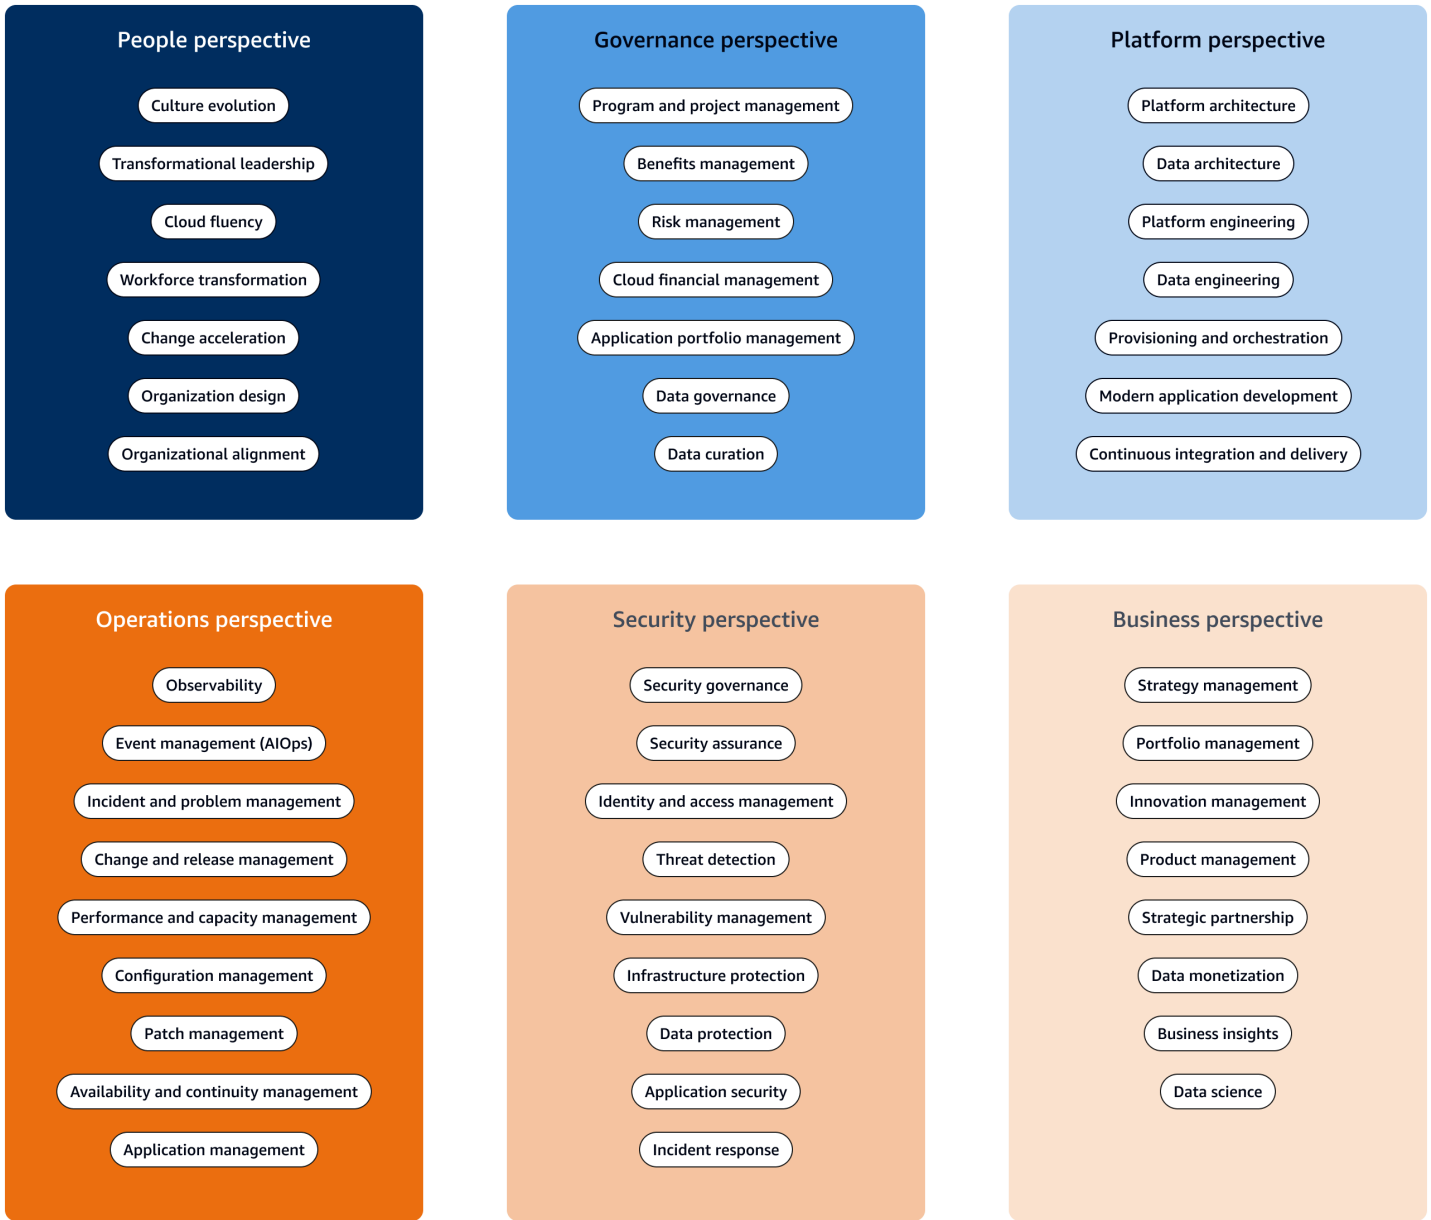 People perspective
Culture evolution
Transformational leadership
Cloud fluency
Workforce transformation
Change acceleration
Organization design
Organizational alignment
Governance perspective
Program and project management
Benefits management
Risk management
Cloud financial management
Application portfolio management
Data governance
Data curation
Platform perspective
Platform architecture
Data architecture
Platform engineering
Data engineering
Provisioning and orchestration
Modern application development
Continuous integration and delivery
Operations perspective
Observability
Event management (AIOps)
Incident and problem management
Change and release management
Performance and capacity management
Configuration management
Patch management
Availability and continuity management
Application management
Security perspective
Security governance
Security assurance
Identity and access management
Threat detection
Vulnerability management
Infrastructure protection
Data protection
Application security
Incident response
Business perspective
Strategy management
Portfolio management
Innovation management
Product management
Strategic partnership
Data monetization
Business insights
Data science